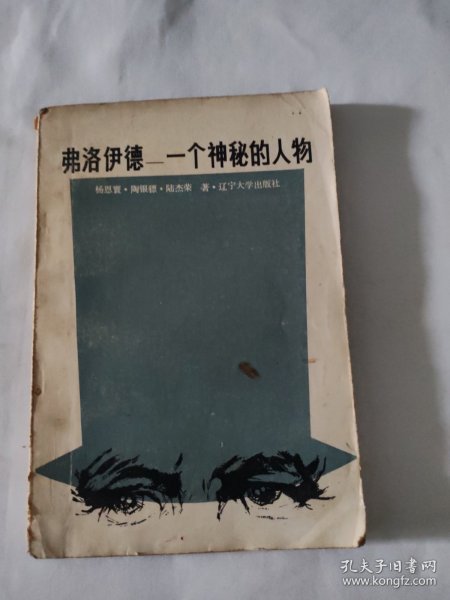 弗洛伊德—一个神秘的人物
杨恩寰·陶银骠·陆杰荣 著·辽宁大学出版社
孔夫子旧书网
www.kongfz.com